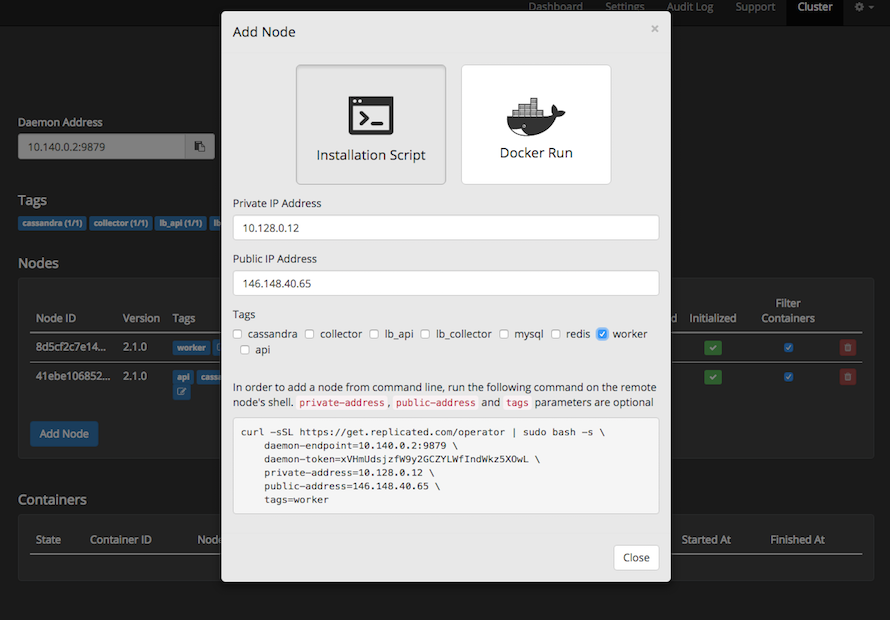 Dashboard Settings Audit Log Support Cluster
Add Node ×
Installation Script
Docker Run
Daemon Address
10.140.0.2:9879
Private IP Address
10.128.0.12
Public IP Address
146.148.40.65
Tags
cassandra (1/1) collector (1/1) lb_api (1/1) lb
Tags
cassandra collector lb_api lb_collector mysql redis worker
api
Nodes
Node ID Version Tags d Initialized Filter Containers
8d5cf2c7e14... 2.1.0 worker
41ebe106852... 2.1.0 api cass
Add Node
In order to add a node from command line, run the following command on the remote
node's shell. private-address, public-address and tags parameters are optional
curl -sSL https://get.replicated.com/operator | sudo bash -s \
daemon-endpoint=10.140.0.2:9879 \
daemon-token=xVHmUdsjzfW9y2GCZYLWfIndWkz5XOwL \
private-address=10.128.0.12 \
public-address=146.148.40.65 \
tags=worker
Containers
State Container ID Node Started At Finished At
Close